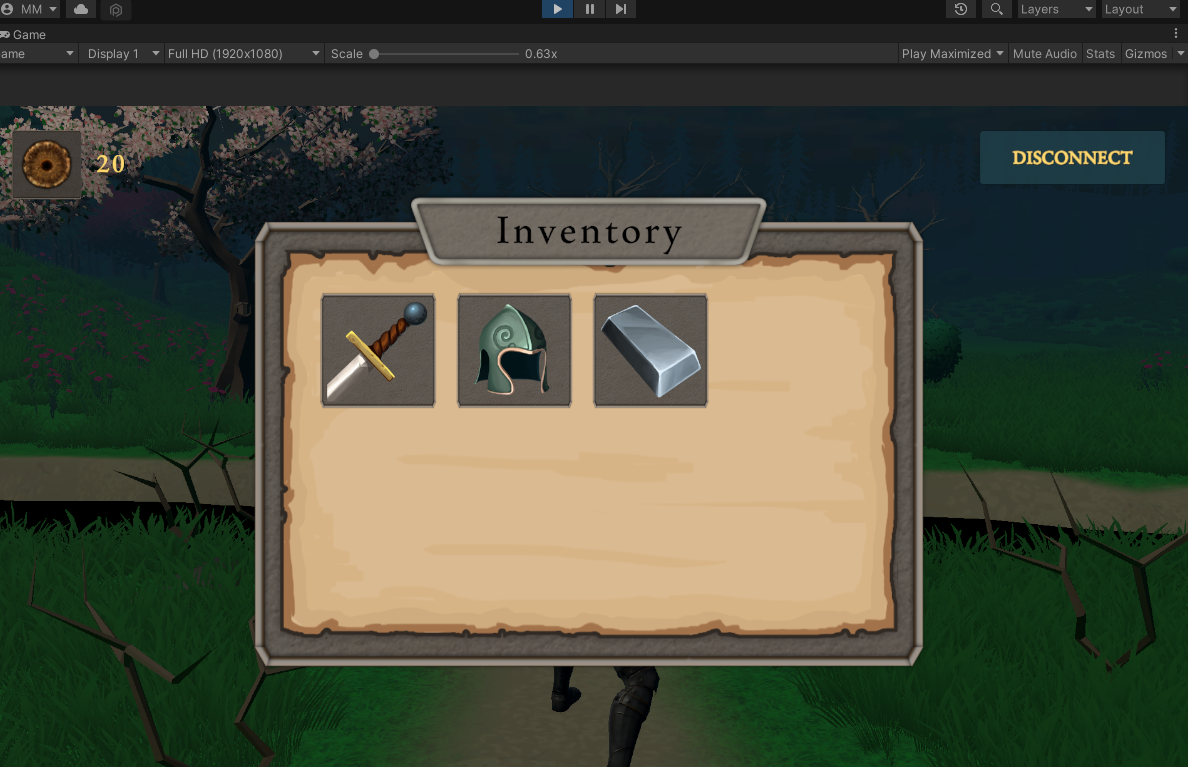 MM
Layers
Layout
Game
ame
Display 1
Full HD (1920x1080)
Scale
0.63x
Play Maximized
Mute Audio
Stats
Gizmos
20
DISCONNECT
Inventory